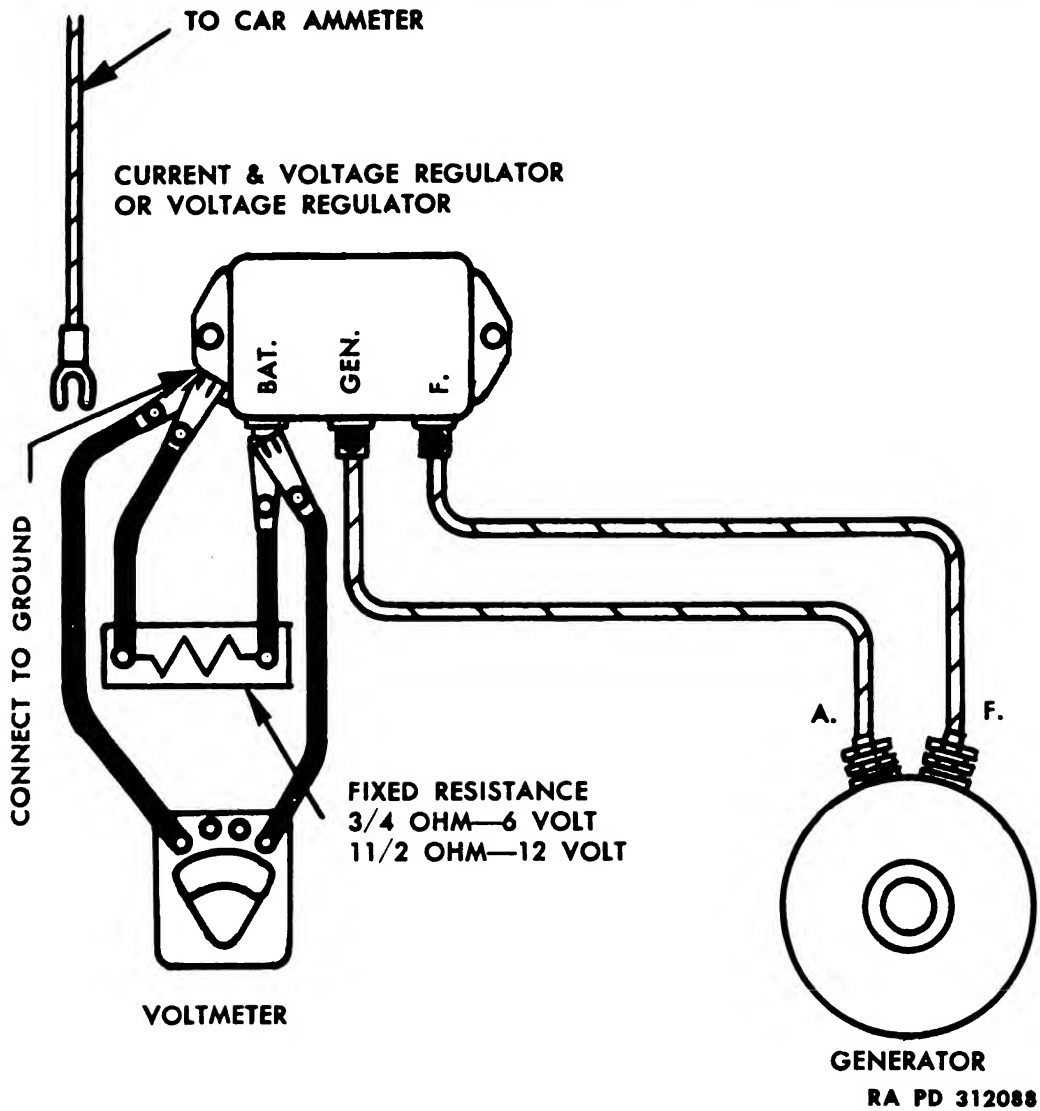 TO CAR AMMETER
CURRENT & VOLTAGE REGULATOR
OR VOLTAGE REGULATOR
BAT.
GEN.
F.
CONNECT TO GROUND
A.
F.
FIXED RESISTANCE
3/4 OHM—6 VOLT
11/2 OHM—12 VOLT
VOLTMETER
GENERATOR
RA PD 312088